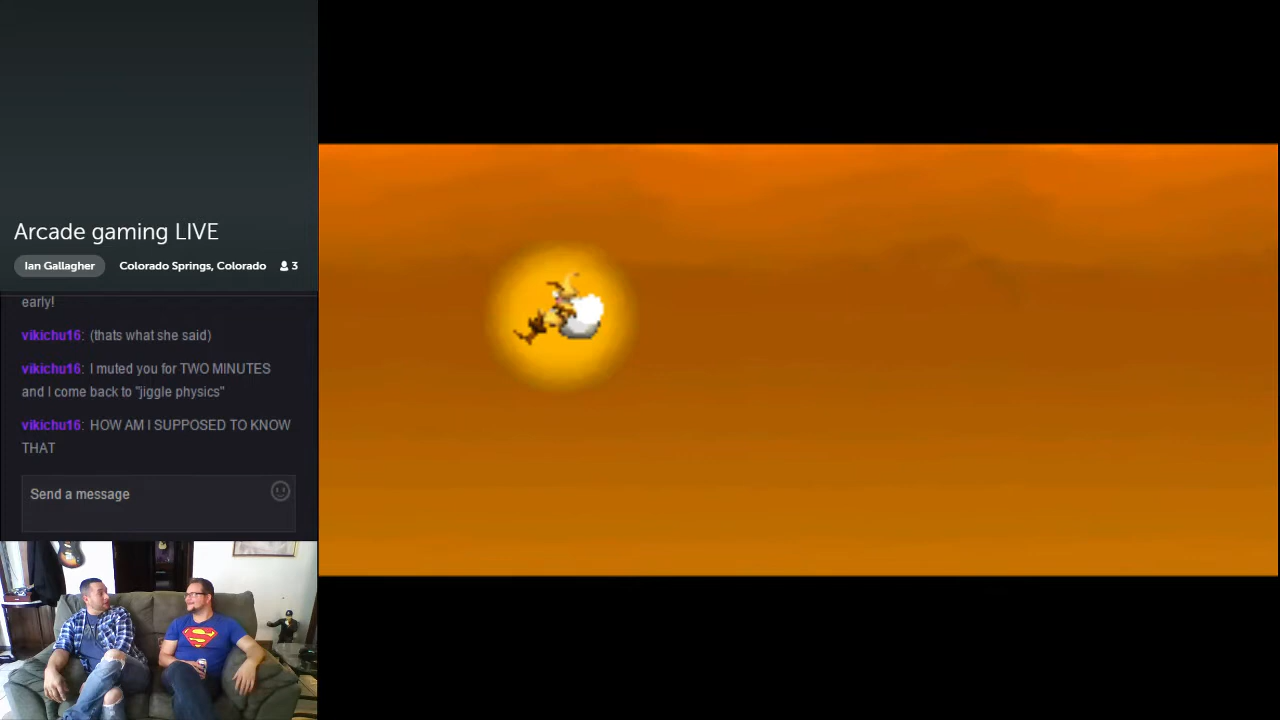 Arcade gaming LIVE
Ian Gallagher Colorado Springs, Colorado 3
early!
vikichu16: (thats what she said)
vikichu16: I muted you for TWO MINUTES
and I come back to "jiggle physics"
vikichu16: HOW AM I SUPPOSED TO KNOW
THAT
Send a message